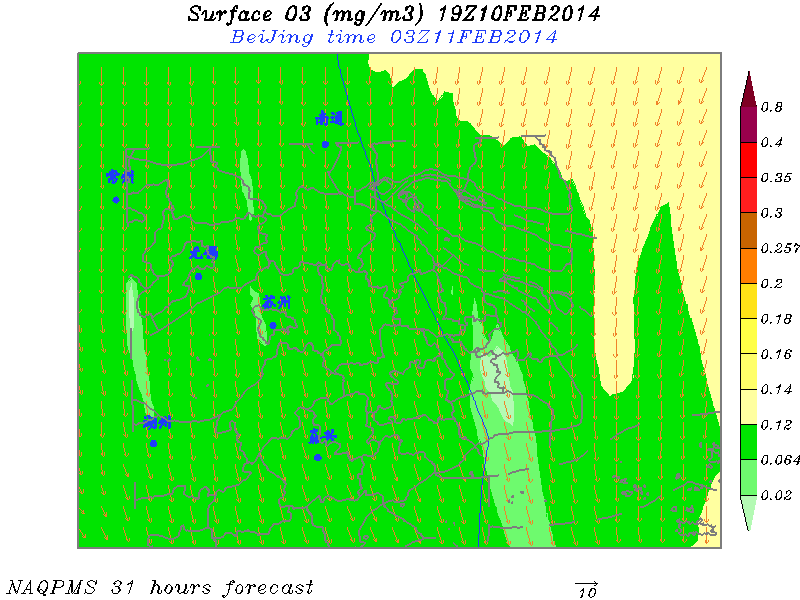 Surface O3 (mg/m3) 19Z10FEB2014
BeiJing time 03Z11FEB2014
南通
常州
无锡
苏州
湖州
嘉兴
0.8
0.4
0.35
0.3
0.257
0.2
0.18
0.16
0.14
0.12
0.064
0.02
NAQPMS 31 hours forecast
10